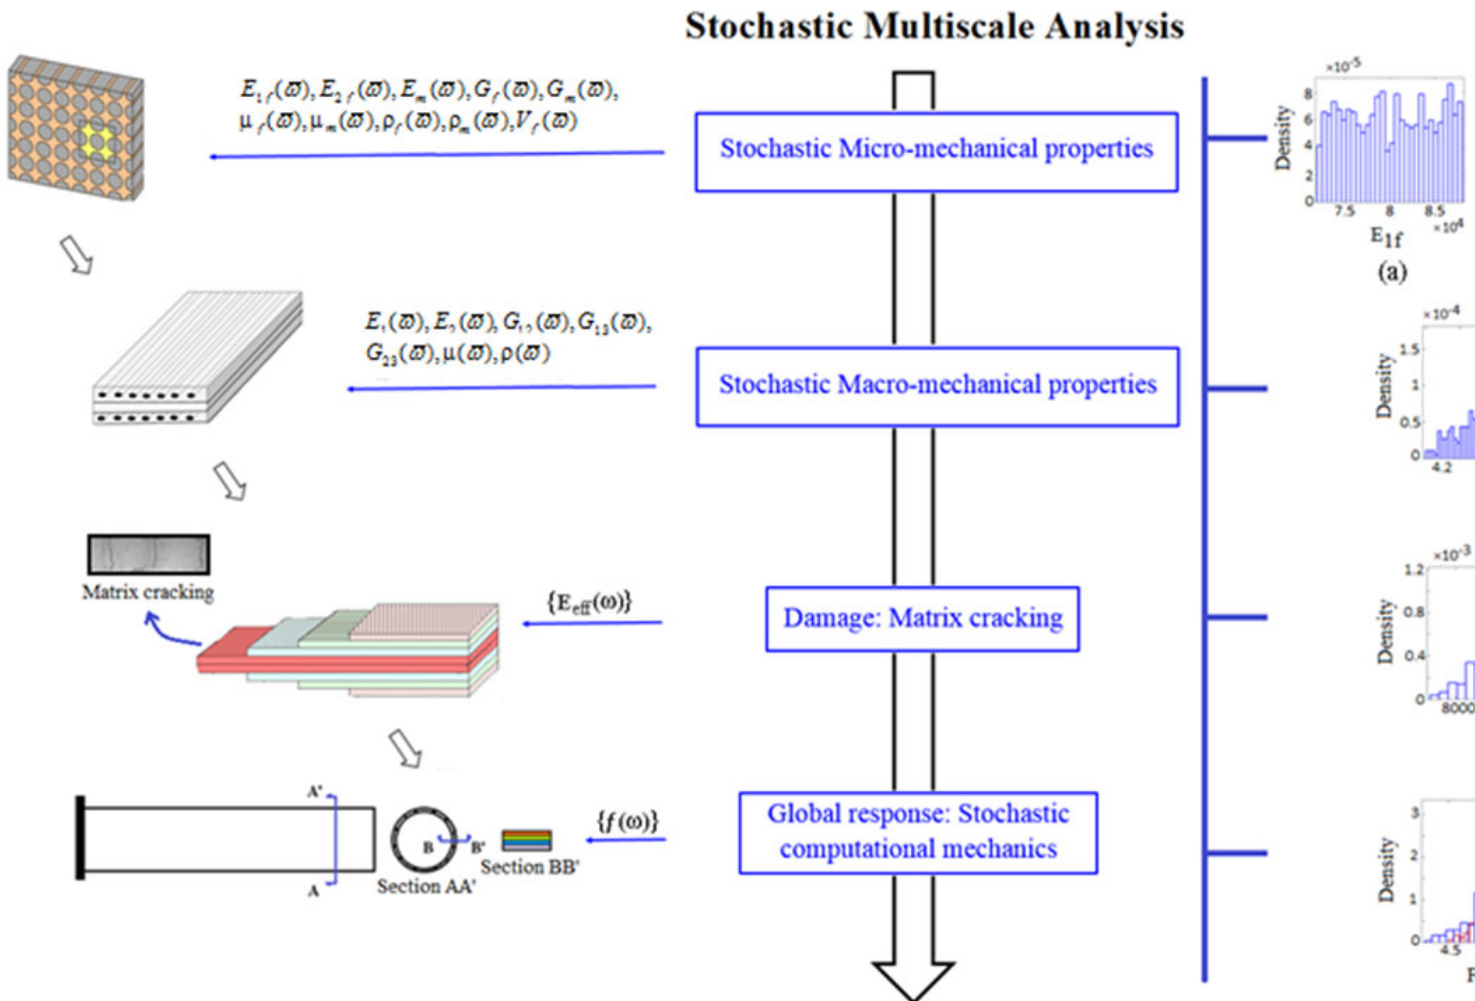 Stochastic Multiscale Analysis
E1f(ϖ), E2f(ϖ), Em(ϖ), Gf(ϖ), Gm(ϖ),
μf(ϖ), μm(ϖ), ρf(ϖ), ρm(ϖ), Vf(ϖ)
Stochastic Micro-mechanical properties
×10⁻⁵
Density
8
6
4
2
0
7.5 8 8.5
×10⁴
E1f
(a)
E1(ϖ), E2(ϖ), G12(ϖ), G13(ϖ),
G23(ϖ), μ(ϖ), ρ(ϖ)
Stochastic Macro-mechanical properties
×10⁻⁴
Density
1.5
1
0.5
0
4.2
Matrix cracking
{Eeff(ω)}
Damage: Matrix cracking
×10⁻³
Density
1.2
0.8
0.4
0
8000
A'
A
B B'
Section AA'
Section BB'
{f(ω)}
Global response: Stochastic
computational mechanics
Density
3
2
1
0
4.5